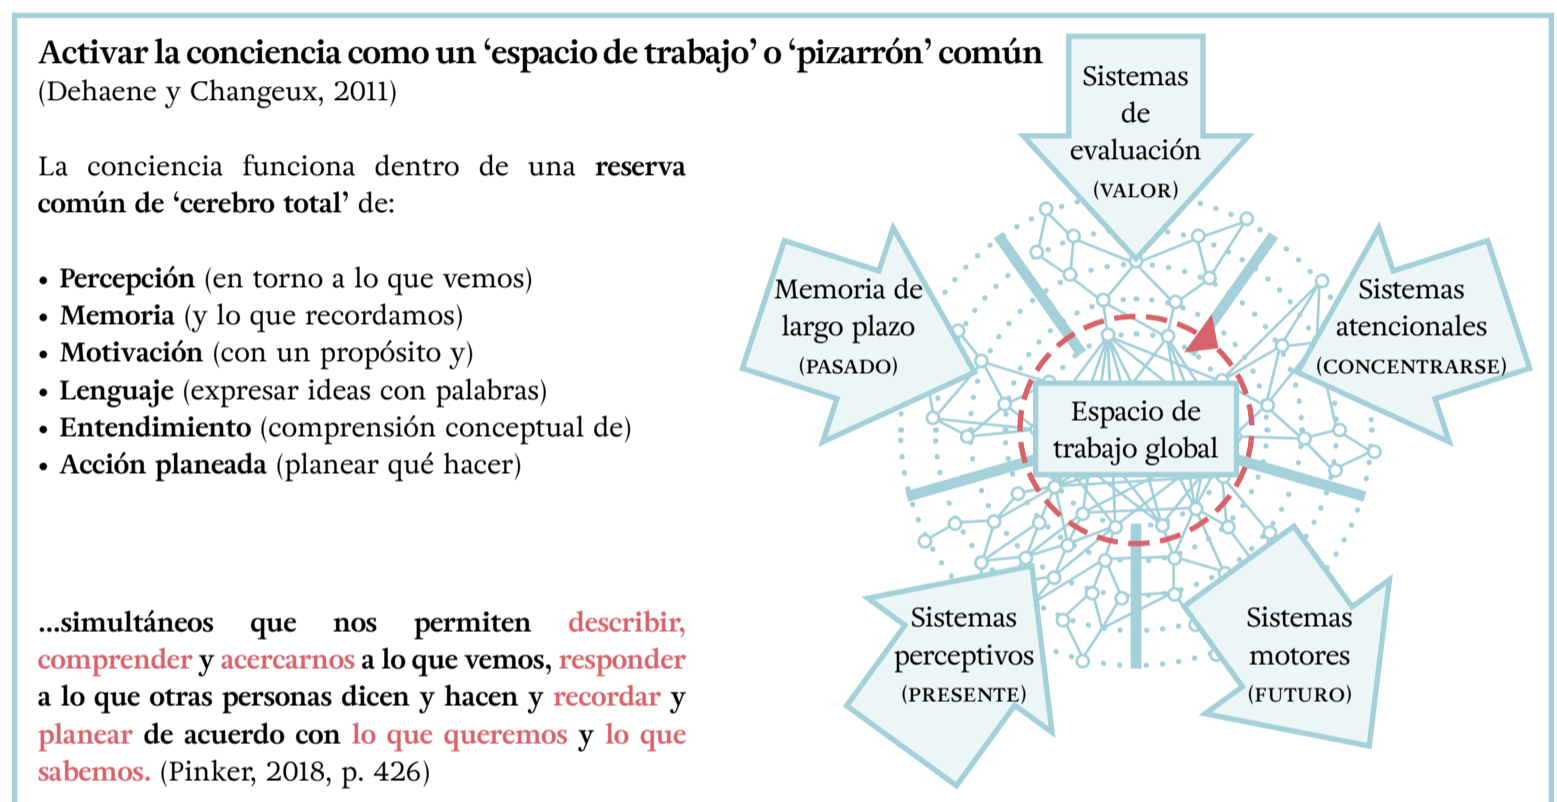 Activar la conciencia como un ‘espacio de trabajo’ o ‘pizarrón’ común
(Dehaene y Changeux, 2011)
La conciencia funciona dentro de una reserva
común de ‘cerebro total’ de:
• Percepción (en torno a lo que vemos)
• Memoria (y lo que recordamos)
• Motivación (con un propósito y)
• Lenguaje (expresar ideas con palabras)
• Entendimiento (comprensión conceptual de)
• Acción planeada (planear qué hacer)
...simultáneos que nos permiten describir,
comprender y acercarnos a lo que vemos, responder
a lo que otras personas dicen y hacen y recordar y
planear de acuerdo con lo que queremos y lo que
sabemos. (Pinker, 2018, p. 426)
Sistemas
de
evaluación
(VALOR)
Memoria de
largo plazo
(PASADO)
Sistemas
atencionales
(CONCENTRARSE)
Espacio de
trabajo global
Sistemas
perceptivos
(PRESENTE)
Sistemas
motores
(FUTURO)